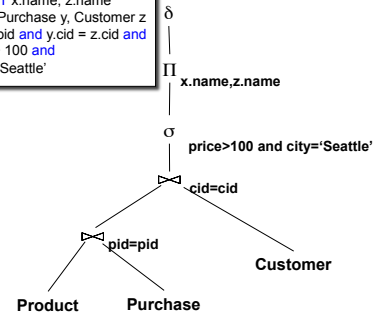 x.name, z.name
Purchase y, Customer z
and y.cid = z.cid and
100 and
Seattle’
δ
Π x.name,z.name
σ
price>100 and city=‘Seattle’
cid=cid
pid=pid
Customer
Product Purchase